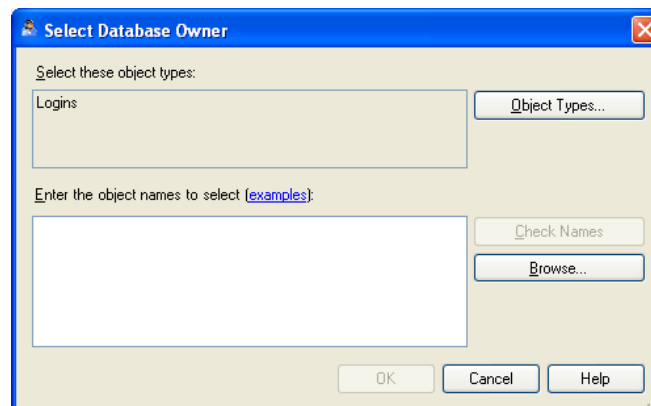 Select Database Owner
Select these object types:
Logins
Object Types...
Enter the object names to select (examples):
Check Names
Browse...
OK
Cancel
Help